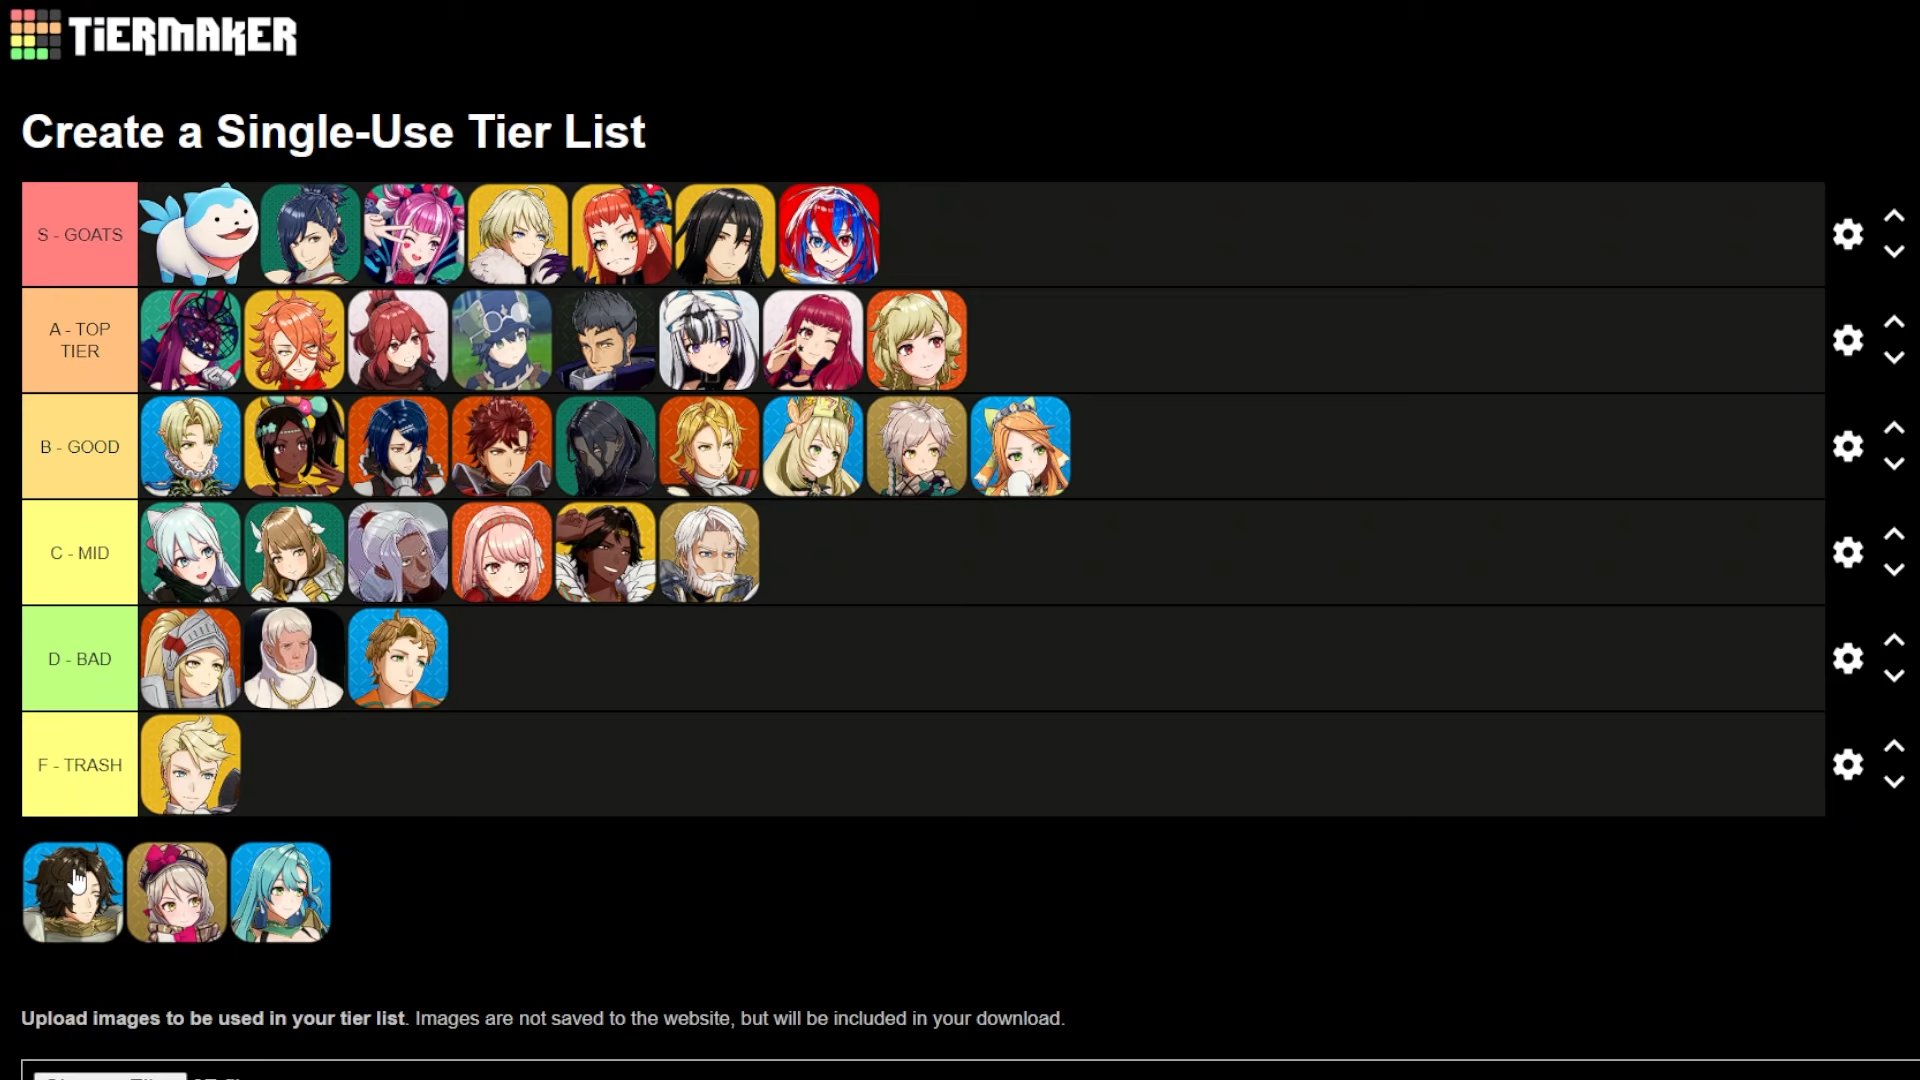 TiERMAKER
Create a Single-Use Tier List
S - GOATS
A - TOP
TIER
B - GOOD
C - MID
D - BAD
F - TRASH
Upload images to be used in your tier list. Images are not saved to the website, but will be included in your download.